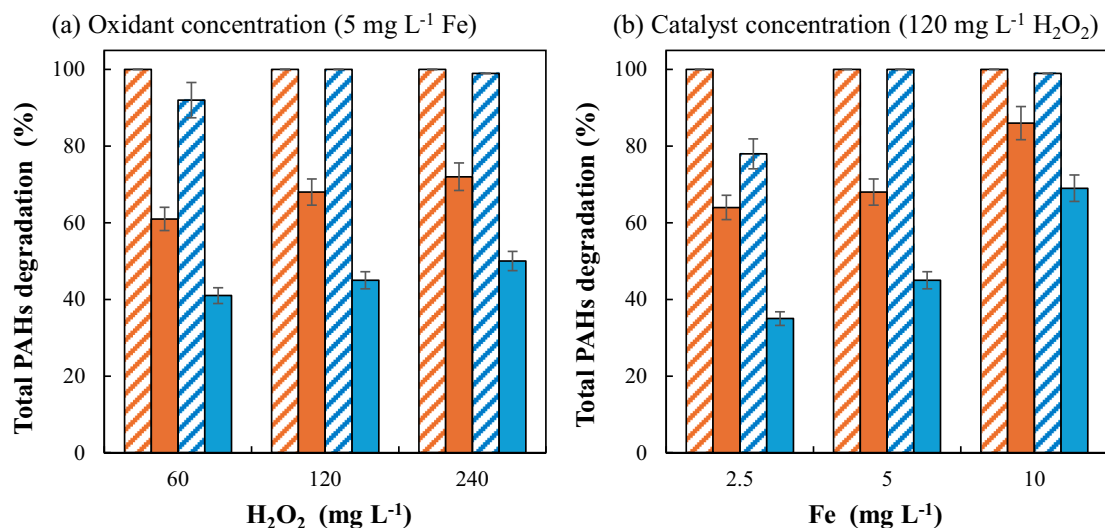 (a) Oxidant concentration (5 mg L-1 Fe)
100
80
60
40
20
0
Total PAHs degradation (%)
60 120 240
H2O2 (mg L-1)
(b) Catalyst concentration (120 mg L-1 H2O2)
100
80
60
40
20
0
Total PAHs degradation (%)
2.5 5 10
Fe (mg L-1)